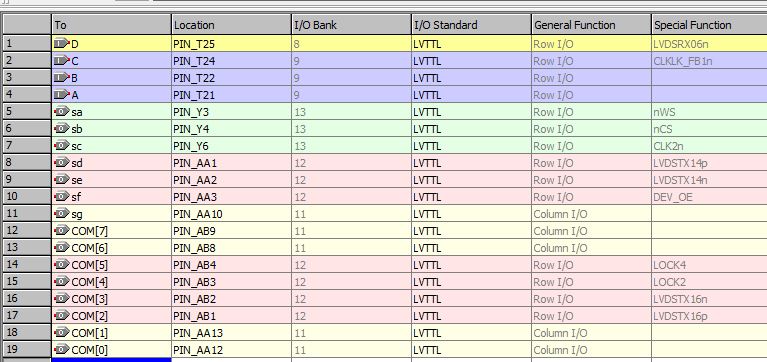 To Location I/O Bank I/O Standard General Function Special Function
1 D PIN_T25 8 LVTTL Row I/O LVDSRX06n
2 C PIN_T24 9 LVTTL Row I/O CLKLK_FB1n
3 B PIN_T22 9 LVTTL Row I/O
4 A PIN_T21 9 LVTTL Row I/O
5 sa PIN_Y3 13 LVTTL Row I/O nWS
6 sb PIN_Y4 13 LVTTL Row I/O nCS
7 sc PIN_Y6 13 LVTTL Row I/O CLK2n
8 sd PIN_AA1 12 LVTTL Row I/O LVDSTX14p
9 se PIN_AA2 12 LVTTL Row I/O LVDSTX14n
10 sf PIN_AA3 12 LVTTL Row I/O DEV_OE
11 sg PIN_AA10 11 LVTTL Column I/O
12 COM[7] PIN_AB9 11 LVTTL Column I/O
13 COM[6] PIN_AB8 11 LVTTL Column I/O
14 COM[5] PIN_AB4 12 LVTTL Row I/O LOCK4
15 COM[4] PIN_AB3 12 LVTTL Row I/O LOCK2
16 COM[3] PIN_AB2 12 LVTTL Row I/O LVDSTX16n
17 COM[2] PIN_AB1 12 LVTTL Row I/O LVDSTX16p
18 COM[1] PIN_AA13 11 LVTTL Column I/O
19 COM[0] PIN_AA12 11 LVTTL Column I/O